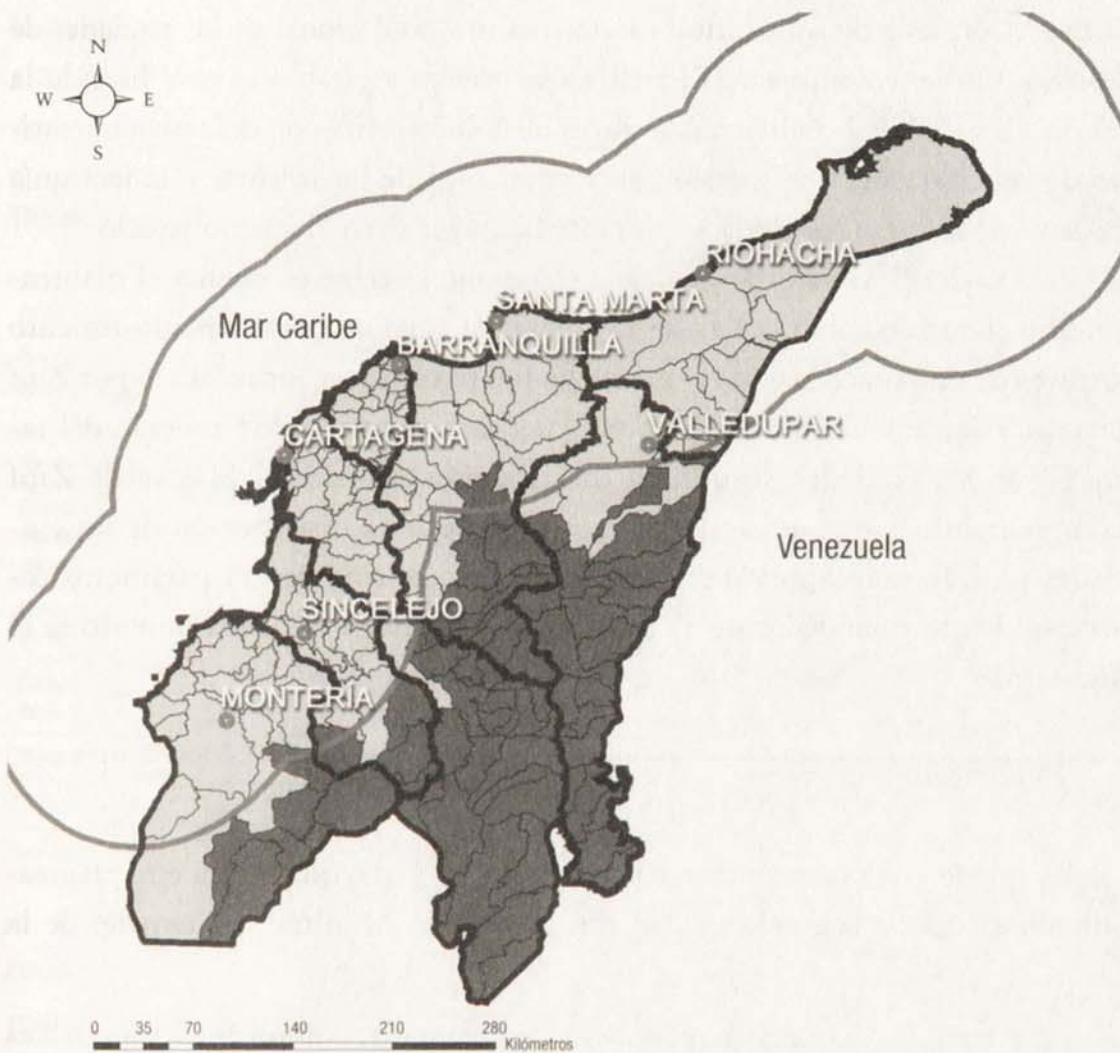 N
W E
S
RIOHACHA
SANTA MARTA
Mar Caribe
BARRANQUILLA
CARTAGENA
VALLEDUPAR
Venezuela
SINCELEJO
MONTERÍA
0 35 70 140 210 280
Kilómetros